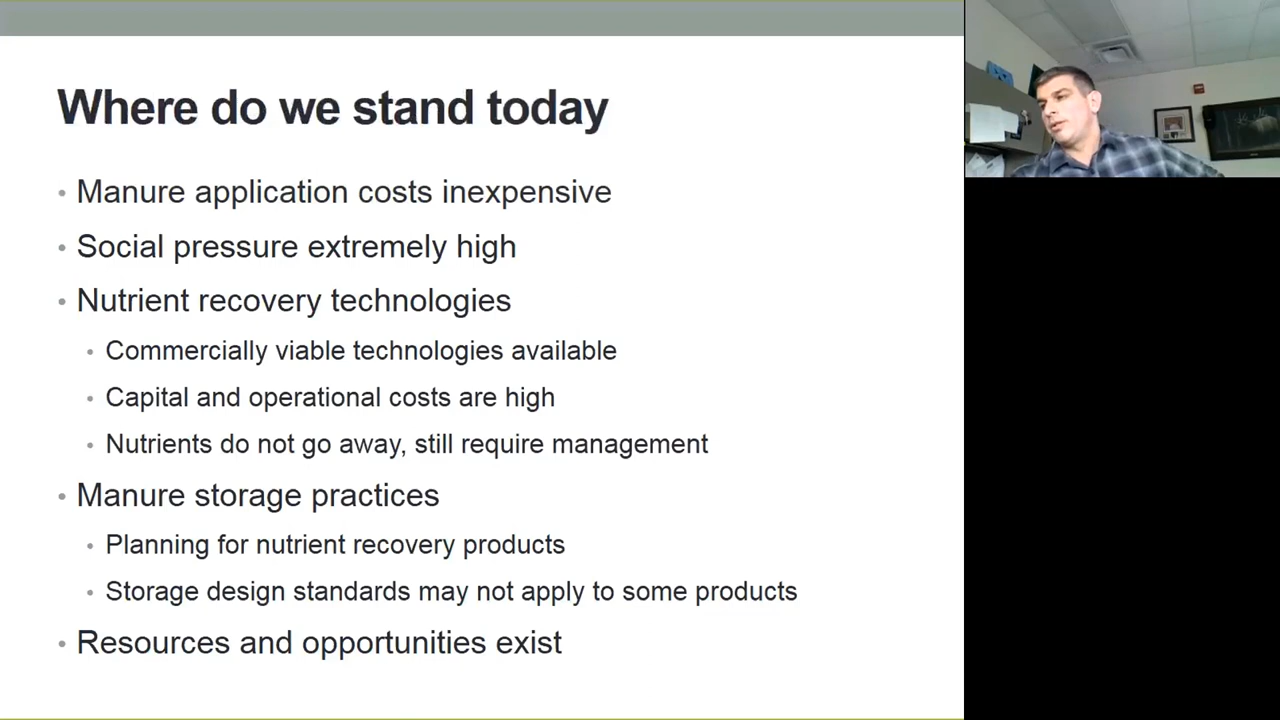 Where do we stand today
• Manure application costs inexpensive
• Social pressure extremely high
• Nutrient recovery technologies
• Commercially viable technologies available
• Capital and operational costs are high
• Nutrients do not go away, still require management
• Manure storage practices
• Planning for nutrient recovery products
• Storage design standards may not apply to some products
• Resources and opportunities exist